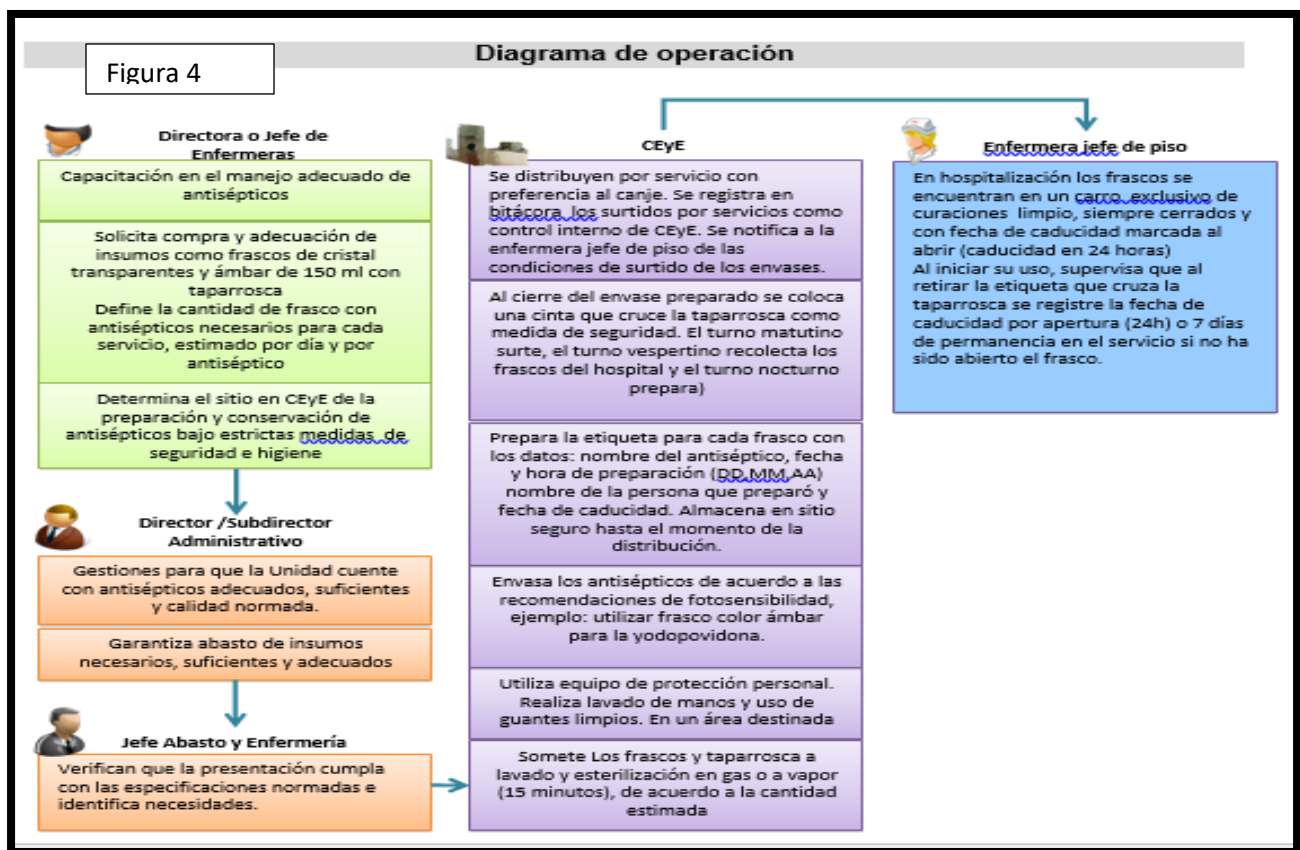 Diagrama de operación
Figura 4
Directora o Jefe de
Enfermeras
Capacitación en el manejo adecuado de
antisépticos
Solicita compra y adecuación de
insumos como frascos de cristal
transparentes y ámbar de 150 ml con
taparrosca
Define la cantidad de frasco con
antisépticos necesarios para cada
servicio, estimado por día y por
antiséptico
Determina el sitio en CEyE de la
preparación y conservación de
antisépticos bajo estrictas medidas de
seguridad e higiene
Director /Subdirector
Administrativo
Gestiones para que la Unidad cuente
con antisépticos adecuados, suficientes
y calidad normada.
Garantiza abasto de insumos
necesarios, suficientes y adecuados
Jefe Abasto y Enfermería
Verifican que la presentación cumpla
con las especificaciones normadas e
identifica necesidades.
CEyE
Se distribuyen por servicio con
preferencia al canje. Se registra en
bitácora los surtidos por servicios como
control interno de CEyE. Se notifica a la
enfermera jefe de piso de las
condiciones de surtido de los envases.
Al cierre del envase preparado se coloca
una cinta que cruce la taparrosca como
medida de seguridad. El turno matutino
surte, el turno vespertino recolecta los
frascos del hospital y el turno nocturno
prepara)
Prepara la etiqueta para cada frasco con
los datos: nombre del antiséptico, fecha
y hora de preparación (DD,MM,AA)
nombre de la persona que preparó y
fecha de caducidad. Almacena en sitio
seguro hasta el momento de la
distribución.
Envasa los antisépticos de acuerdo a las
recomendaciones de fotosensibilidad,
ejemplo: utilizar frasco color ámbar
para la yodopovidona.
Utiliza equipo de protección personal.
Realiza lavado de manos y uso de
guantes limpios. En un área destinada
Somete Los frascos y taparrosca a
lavado y esterilización en gas o a vapor
(15 minutos), de acuerdo a la cantidad
estimada
Enfermera jefe de piso
En hospitalización los frascos se
encuentran en un carro exclusivo de
curaciones limpio, siempre cerrados y
con fecha de caducidad marcada al
abrir (caducidad en 24 horas)
Al iniciar su uso, supervisa que al
retirar la etiqueta que cruza la
taparrosca se registre la fecha de
caducidad por apertura (24h) o 7 días
de permanencia en el servicio si no ha
sido abierto el frasco.